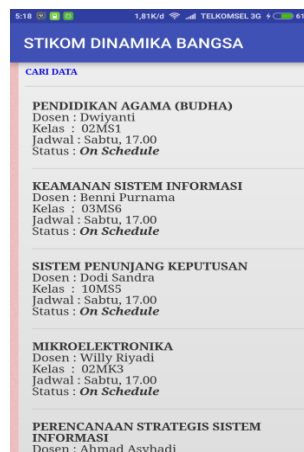 5:18 1,81K/d TELKOMSEL 3G 61
STIKOM DINAMIKA BANGSA
CARI DATA
PENDIDIKAN AGAMA (BUDHA)
Dosen : Dwiyanti
Kelas : 02MS1
Jadwal : Sabtu, 17.00
Status : On Schedule
KEAMANAN SISTEM INFORMASI
Dosen : Benni Purnama
Kelas : 03MS6
Jadwal : Sabtu, 17.00
Status : On Schedule
SISTEM PENUNJANG KEPUTUSAN
Dosen : Dodi Sandra
Kelas : 10MS5
Jadwal : Sabtu, 17.00
Status : On Schedule
MIKROELEKTRONIKA
Dosen : Willy Riyadi
Kelas : 02MK3
Jadwal : Sabtu, 17.00
Status : On Schedule
PERENCANAAN STRATEGIS SISTEM
INFORMASI
Dosen : Ahmad Asyhadi